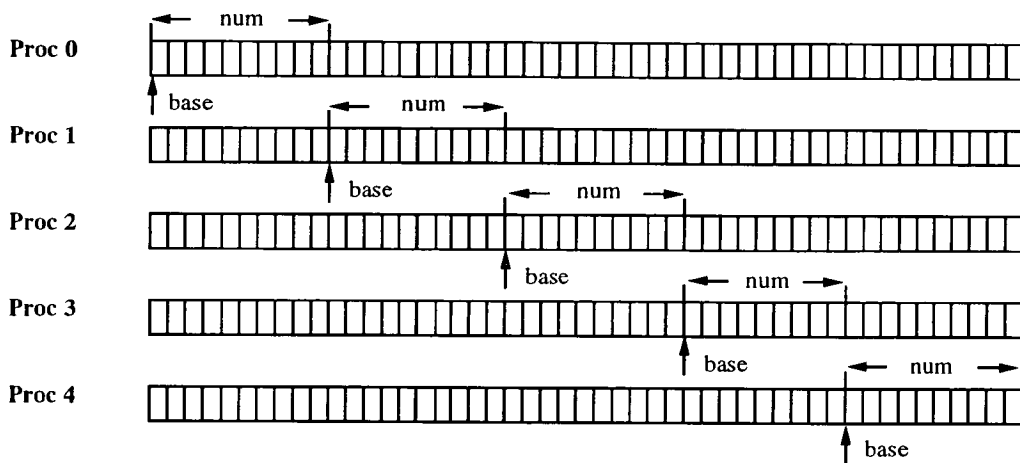 num
Proc 0
base
num
Proc 1
base
num
Proc 2
base
num
Proc 3
base
num
Proc 4
base